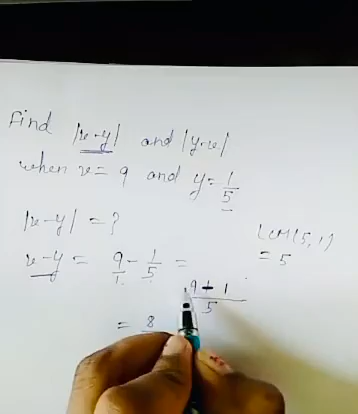 Find |x-y| and |y-x|
when x = 9 and y = 1/5
|x-y| = ?
x-y = 9/1 - 1/5 = 9-1/5
LCM(5,1)
= 5
= 8